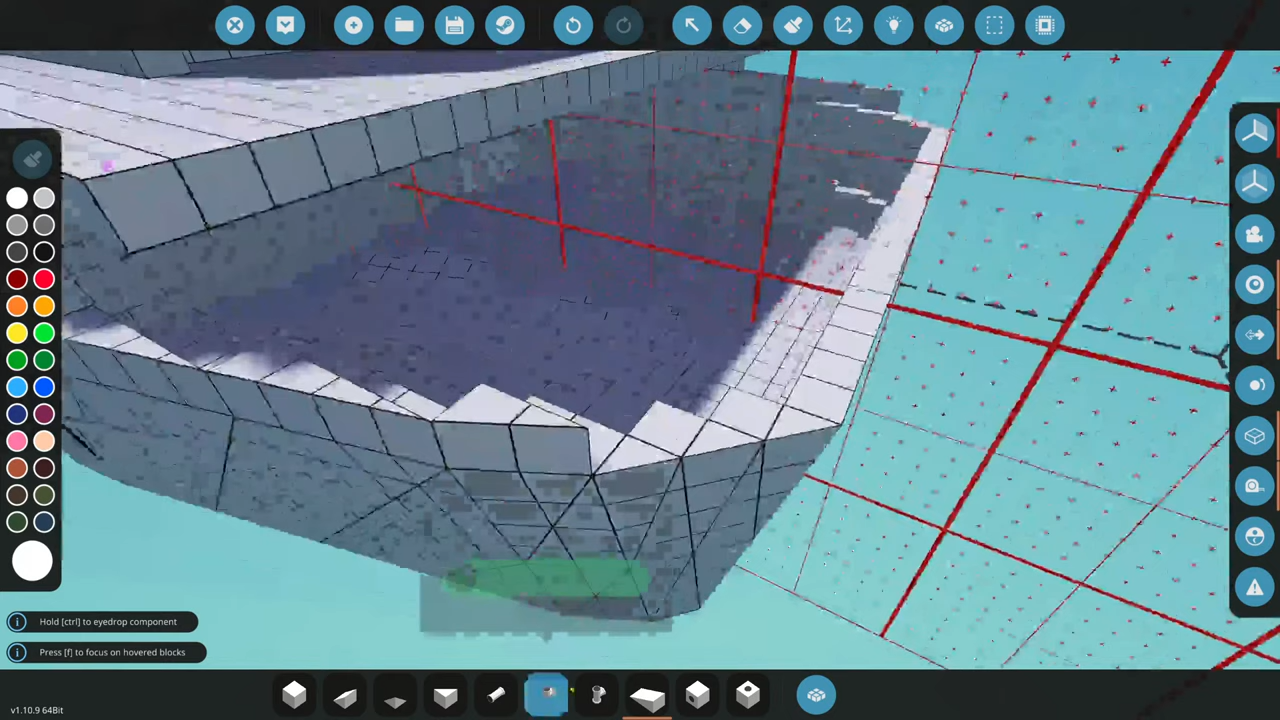 Hold [ctrl] to eyedrop component
Press [f] to focus on hovered blocks
v1.10.9 64Bit